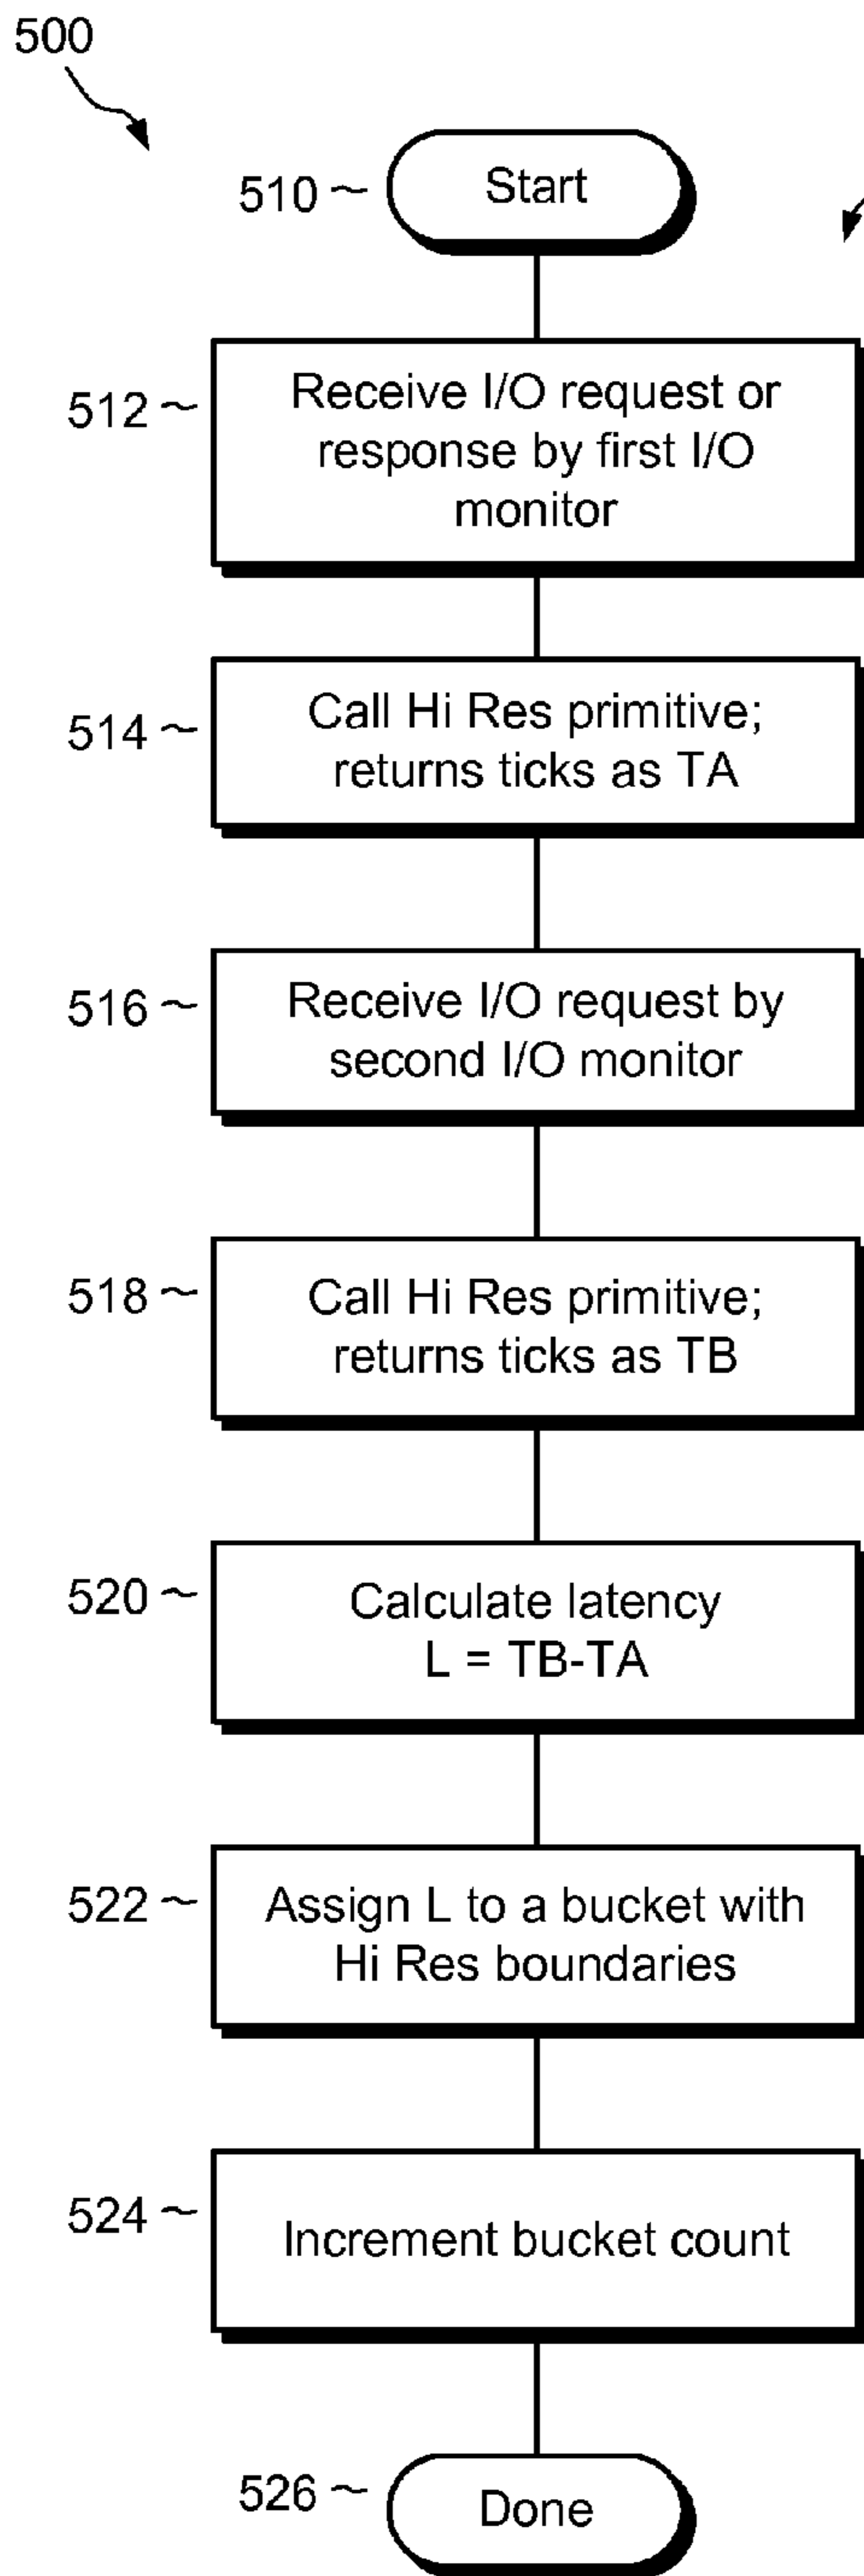 500
510 ~ Start
512 ~ Receive I/O request or
response by first I/O
monitor
514 ~ Call Hi Res primitive;
returns ticks as TA
516 ~ Receive I/O request by
second I/O monitor
518 ~ Call Hi Res primitive;
returns ticks as TB
520 ~ Calculate latency
L = TB-TA
522 ~ Assign L to a bucket with
Hi Res boundaries
524 ~ Increment bucket count
526 ~ Done